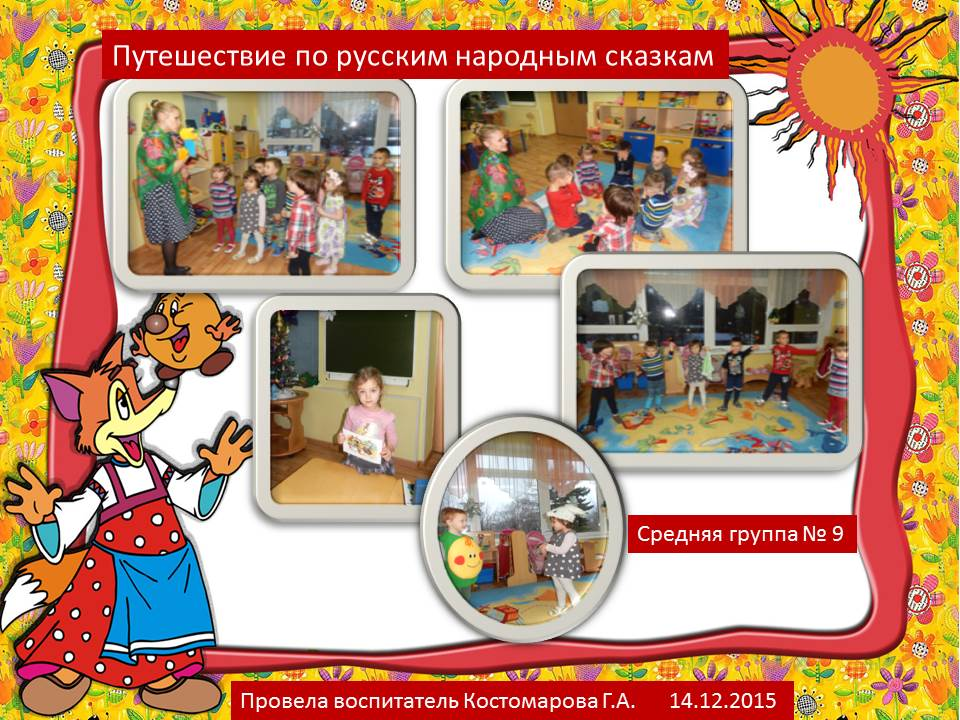 Путешествие по русским народным сказкам
Средняя группа № 9
Провела воспитатель Костомарова Г.А. 14.12.2015